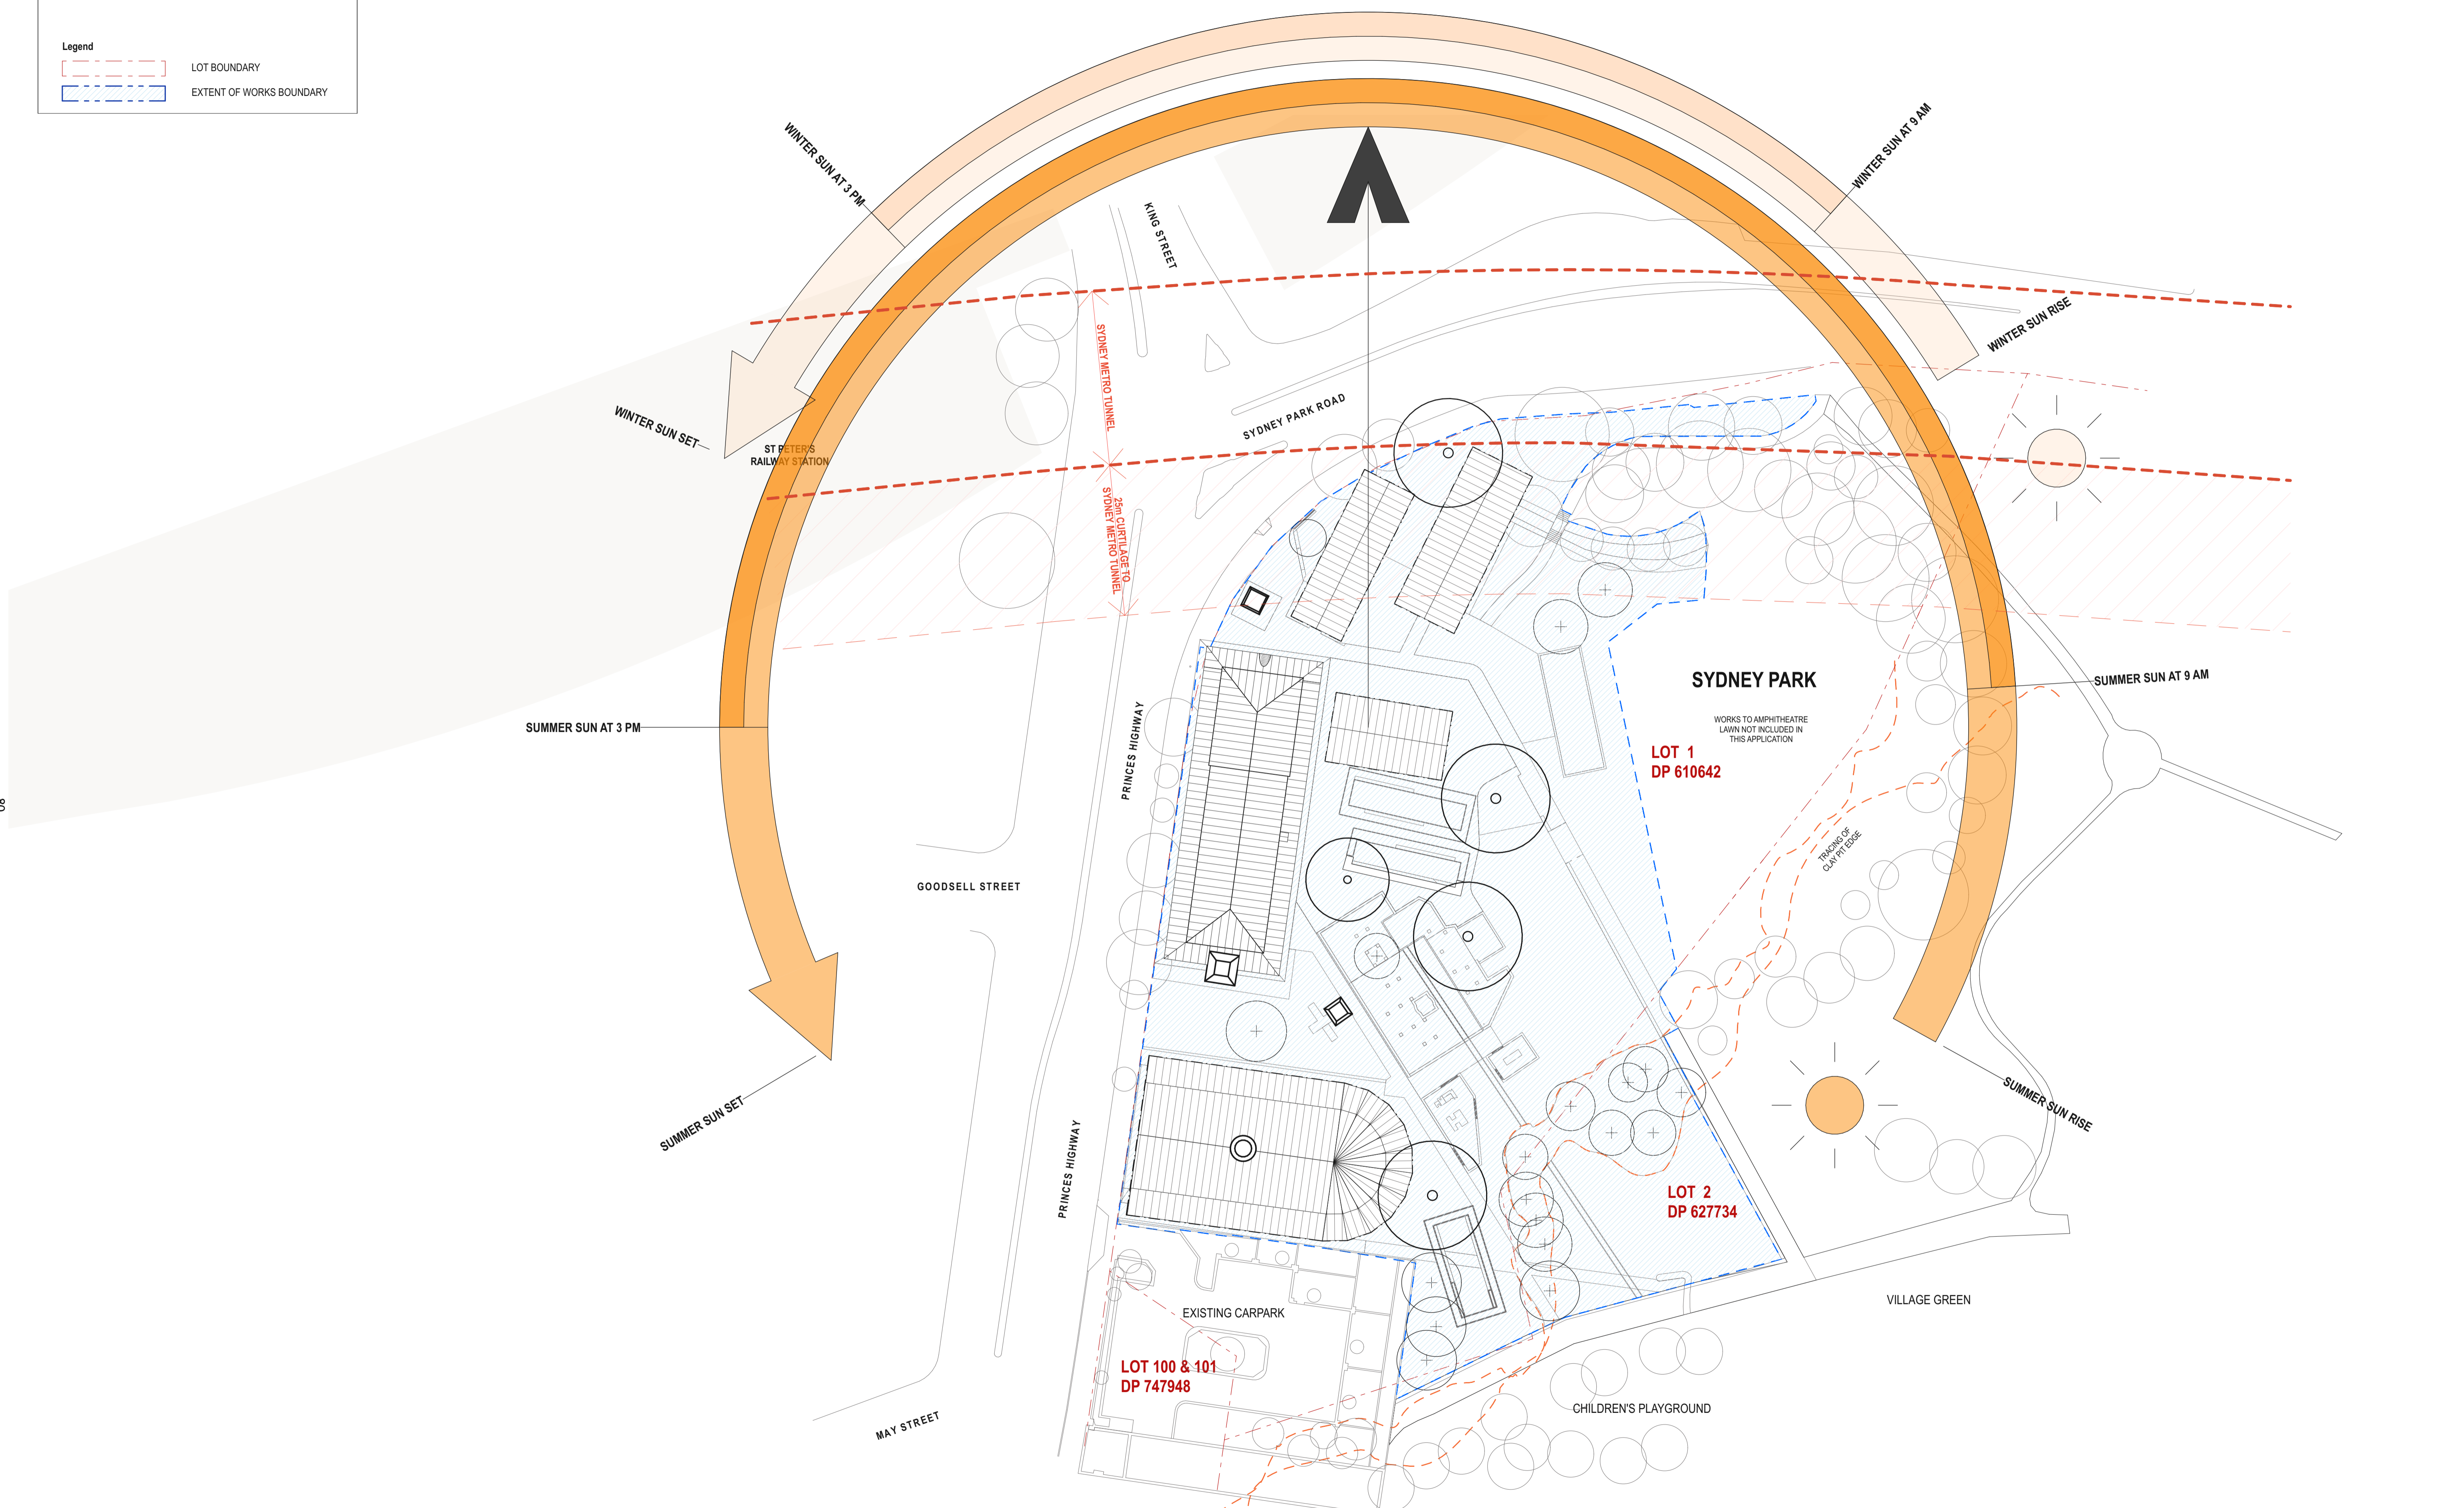 Legend
LOT BOUNDARY
EXTENT OF WORKS BOUNDARY
WINTER SUN AT 3 PM
WINTER SUN AT 9 AM
KING STREET
WINTER SUN RISE
SYDNEY METRO TUNNEL
WINTER SUN SET
SYDNEY PARK ROAD
ST PETER'S
RAILWAY STATION
25m CURTILAGE TO
SYDNEY METRO TUNNEL
SYDNEY PARK
SUMMER SUN AT 9 AM
WORKS TO AMPHITHEATRE
LAWN NOT INCLUDED IN
THIS APPLICATION
SUMMER SUN AT 3 PM
PRINCES HIGHWAY
LOT 1
DP 610642
TRACING OF
CLAY PIT EDGE
GOODSELL STREET
SUMMER SUN SET
SUMMER SUN RISE
PRINCES HIGHWAY
LOT 2
DP 627734
EXISTING CARPARK
VILLAGE GREEN
LOT 100 & 101
DP 747948
CHILDREN'S PLAYGROUND
MAY STREET